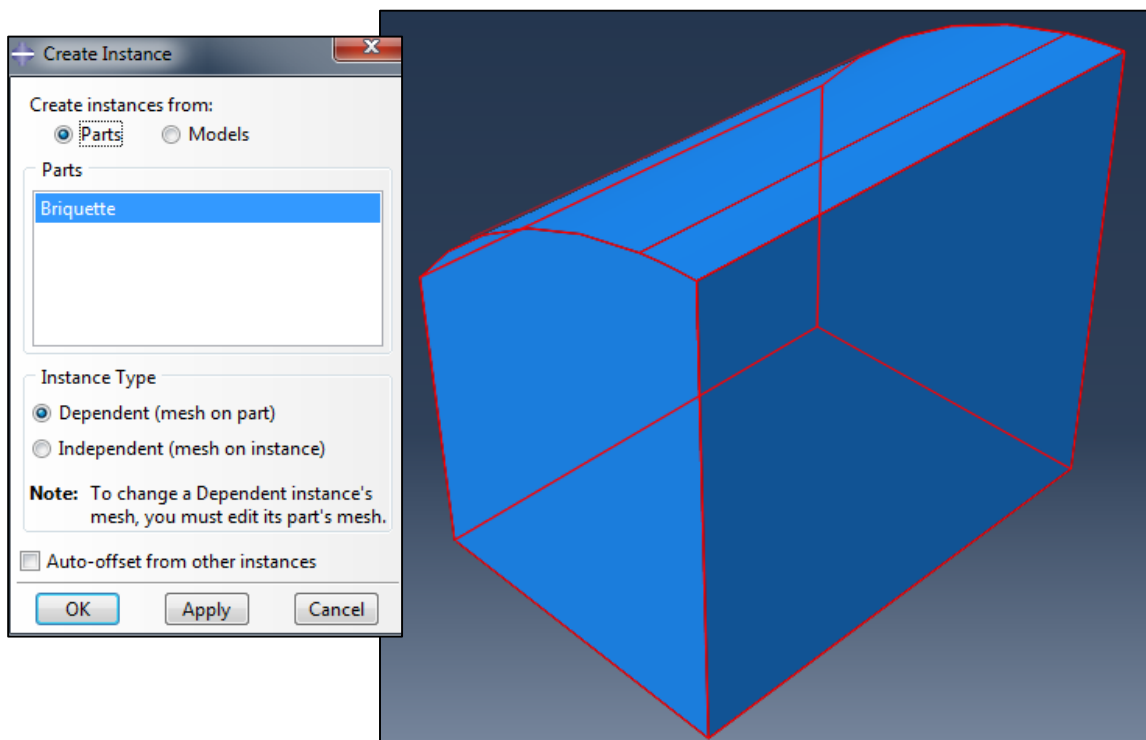 Create Instance
Create instances from:
Parts Models
Parts
Briquette
Instance Type
Dependent (mesh on part)
Independent (mesh on instance)
Note: To change a Dependent instance's
mesh, you must edit its part's mesh.
Auto-offset from other instances
OK Apply Cancel